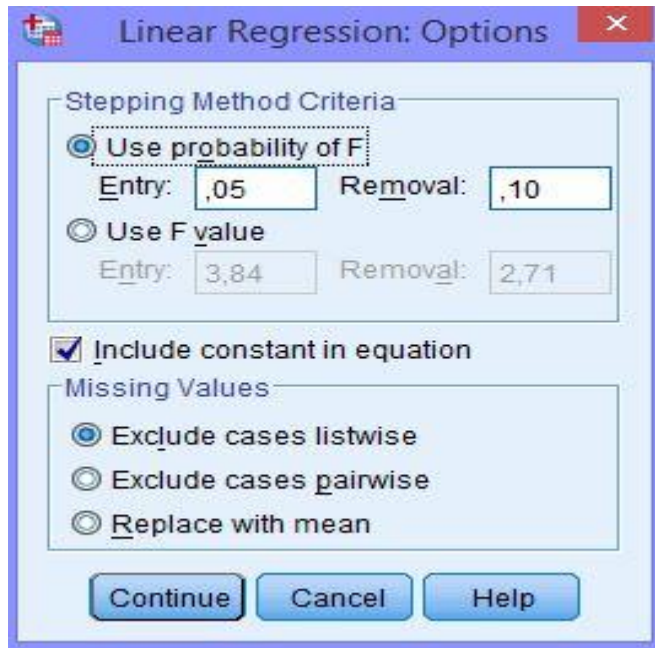 Linear Regression: Options
Stepping Method Criteria
Use probability of F
Entry: ,05 Removal: ,10
Use F value
Entry: 3,84 Removal: 2,71
Include constant in equation
Missing Values
Exclude cases listwise
Exclude cases pairwise
Replace with mean
Continue Cancel Help